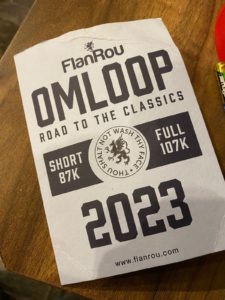 FlanRou
OMLOOP
ROAD TO THE CLASSICS
SHORT
87K
THOU SHALT NOT WASH THY FACE •
FULL
107K
2023
www.flanrou.com